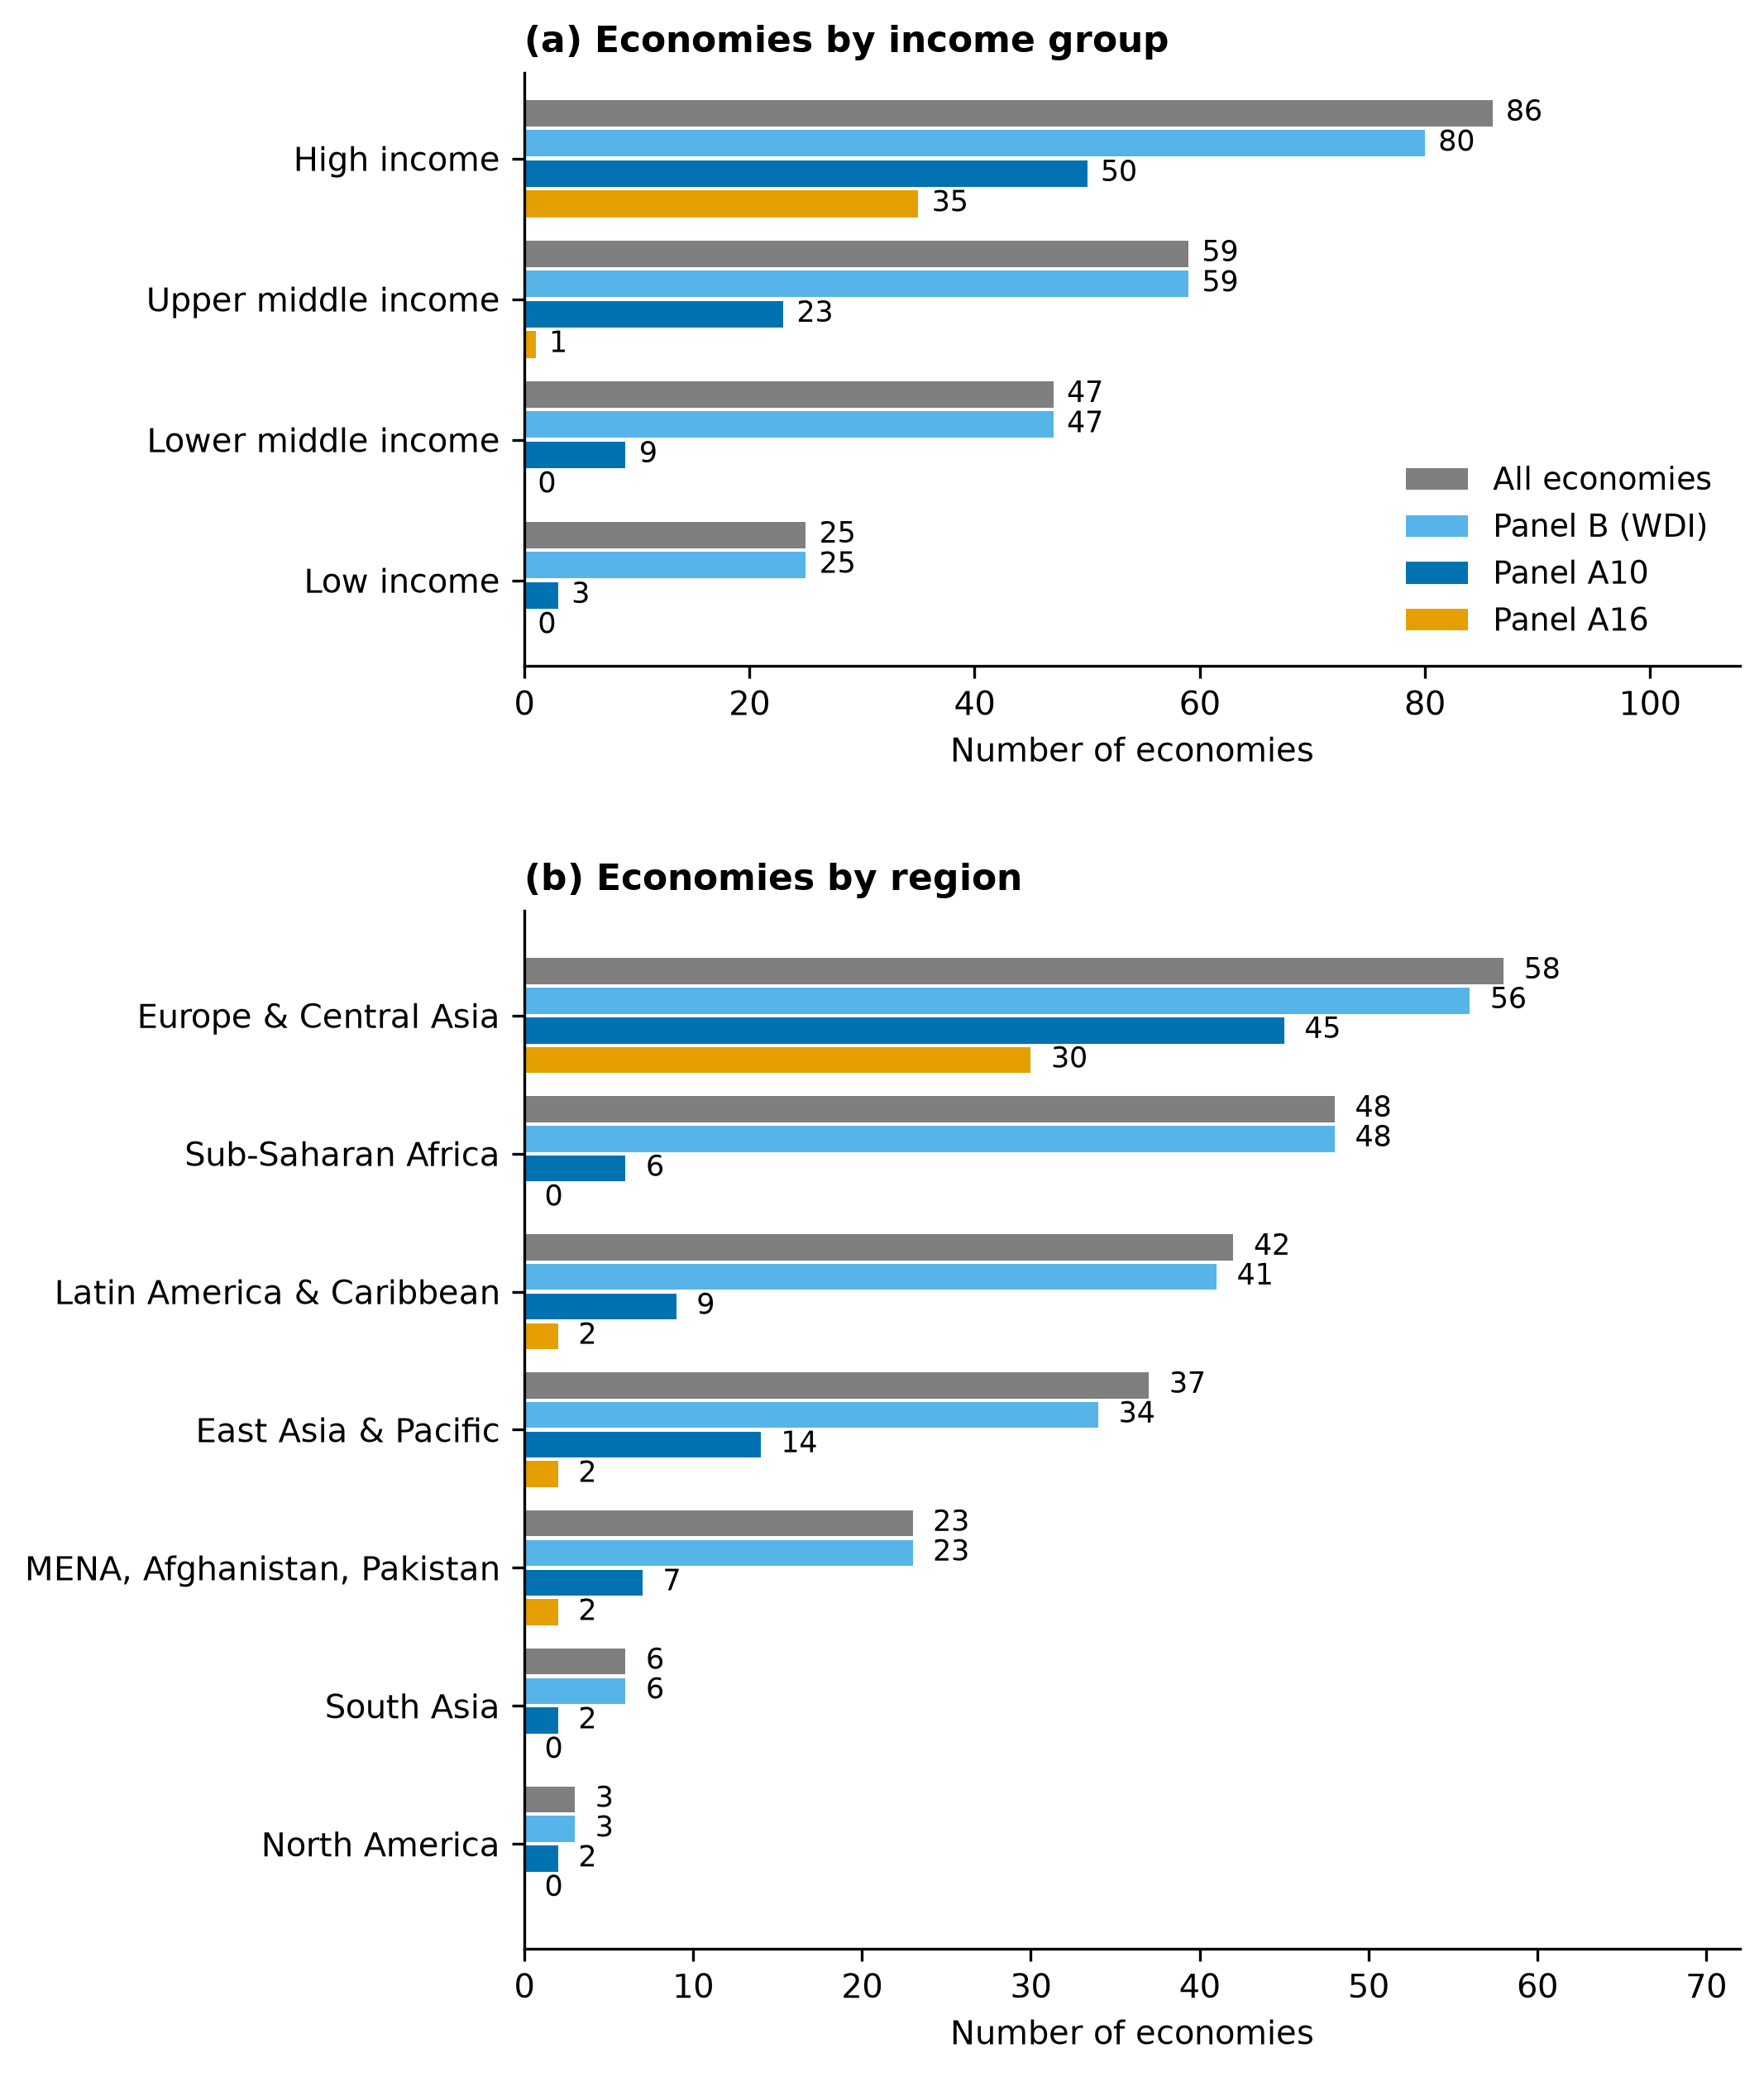 (a) Economies by income group
High income
86
80
50
35
Upper middle income
59
59
23
1
Lower middle income
47
47
9
0
Low income
25
25
3
0
All economies
Panel B (WDI)
Panel A10
Panel A16
0 20 40 60 80 100
Number of economies
(b) Economies by region
Europe & Central Asia
58
56
45
30
Sub-Saharan Africa
48
48
6
0
Latin America & Caribbean
42
41
9
2
East Asia & Pacific
37
34
14
2
MENA, Afghanistan, Pakistan
23
23
7
2
South Asia
6
6
2
0
North America
3
3
2
0
0 10 20 30 40 50 60 70
Number of economies